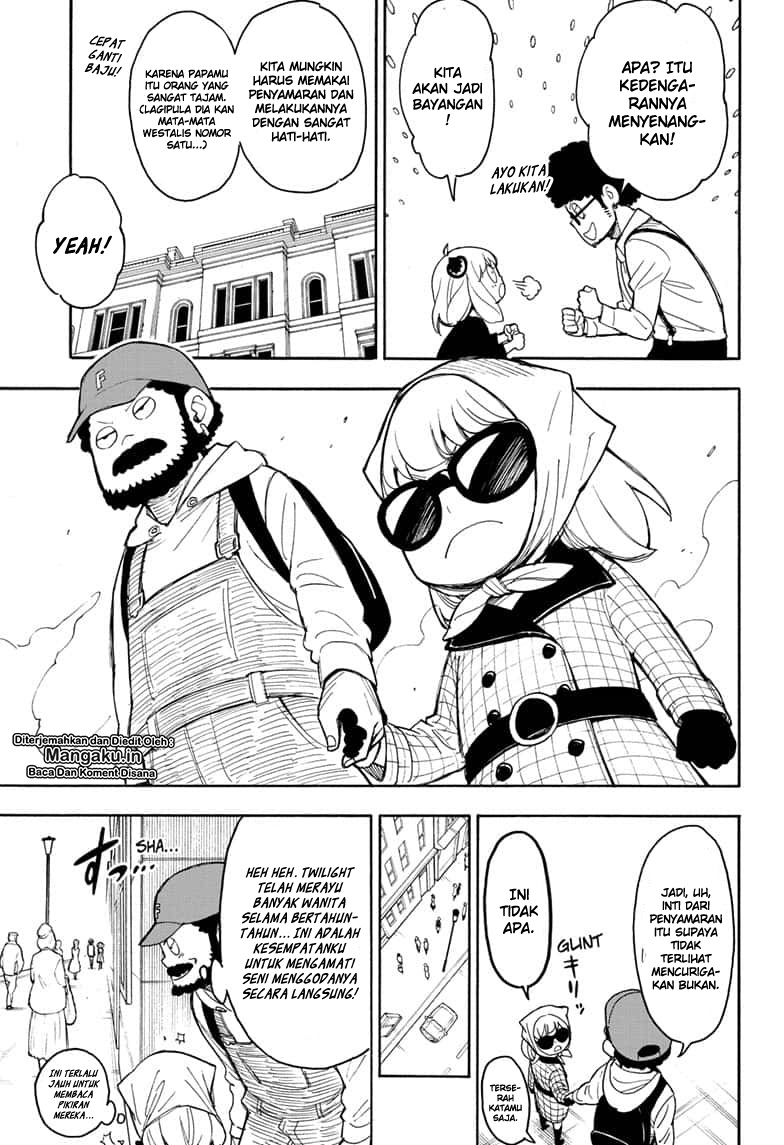 APA? ITU
KEDENGA-
RANNYA
MENYENANG-
KAN!
AYO KITA
LAKUKAN!
KITA
AKAN JADI
BAYANGAN?
!
KITA MUNGKIN
HARUS MEMAKAI
PENYAMARAN DAN
MELAKUKANNYA
DENGAN SANGAT
HATI-HATI.
KARENA PAPAMU
ITU ORANG YANG
SANGAT TAJAM.
(LAGIPULA DIA KAN
MATA-MATA
WESTALIS NOMOR
SATU...)
CEPAT
GANTI
BAJU!
YEAH!
F
Diterjemahkan dan Diedit Oleh :
Mangaku.in
Baca Dan Koment Disana
JADI, UH,
INTI DARI
PENYAMARAN
ITU SUPAYA
TIDAK
TERLIHAT
MENCURIGA-
KAN BUKAN.
INI
TIDAK
APA.
GLINT
キリッ
TERSE-
RAH
KATAMU
SAJA.
HEH HEH. TWILIGHT
TELAH MERAYU
BANYAK WANITA
SELAMA BERTAHUN-
TAHUN... INI ADALAH
KESEMPATANKU
UNTUK MENGAMATI
SENI MENGGODANYA
SECARA LANGSUNG!
SHA...
すっ...
F
INI TERLALU
JAUH UNTUK
MEMBACA
PIKIRAN
MEREKA...